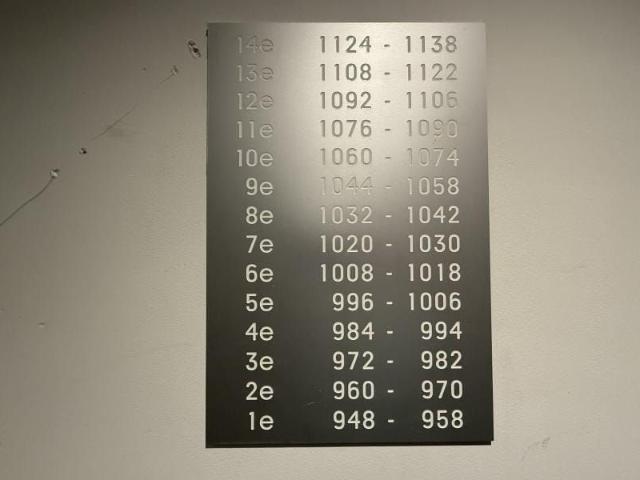 14e 1124 - 1138
13e 1108 - 1122
12e 1092 - 1106
11e 1076 - 1090
10e 1060 - 1074
9e 1044 - 1058
8e 1032 - 1042
7e 1020 - 1030
6e 1008 - 1018
5e 996 - 1006
4e 984 - 994
3e 972 - 982
2e 960 - 970
1e 948 - 958